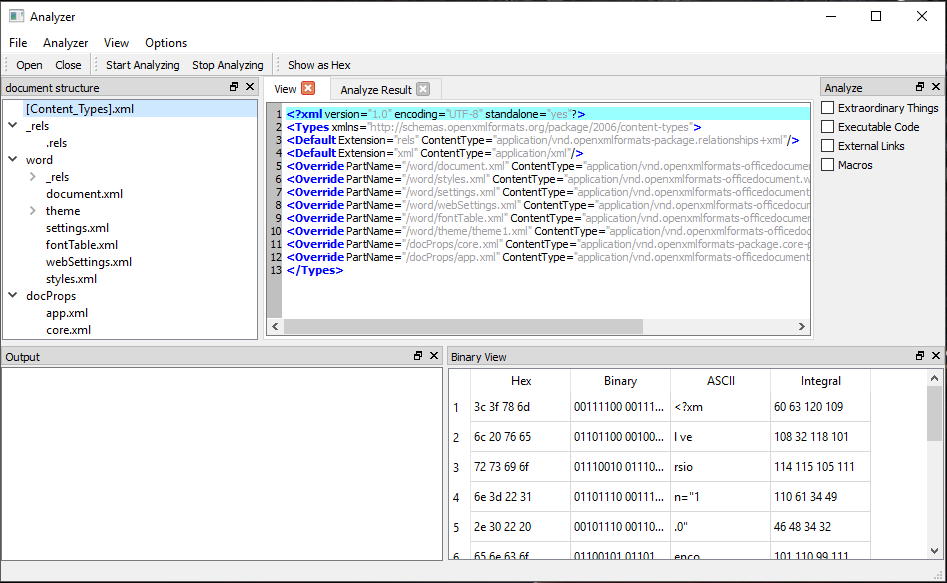 Analyzer
File Analyzer View Options
Open Close Start Analyzing Stop Analyzing Show as Hex
document structure
[Content_Types].xml
_rels
.rels
word
_rels
document.xml
theme
settings.xml
fontTable.xml
webSettings.xml
styles.xml
docProps
app.xml
core.xml
View Analyze Result
1 <?xml version="1.0" encoding="UTF-8" standalone="yes"?>
2 <Types xmlns="http://schemas.openxmlformats.org/package/2006/content-types">
3 <Default Extension="rels" ContentType="application/vnd.openxmlformats-package.relationships+xml"/>
4 <Default Extension="xml" ContentType="application/xml"/>
5 <Override PartName="/word/document.xml" ContentType="application/vnd.openxmlformats-officedocument
6 <Override PartName="/word/styles.xml" ContentType="application/vnd.openxmlformats-officedocument.w
7 <Override PartName="/word/settings.xml" ContentType="application/vnd.openxmlformats-officedocument
8 <Override PartName="/word/webSettings.xml" ContentType="application/vnd.openxmlformats-officedocum
9 <Override PartName="/word/fontTable.xml" ContentType="application/vnd.openxmlformats-officedocumen
10 <Override PartName="/word/theme/theme1.xml" ContentType="application/vnd.openxmlformats-officedocu
11 <Override PartName="/docProps/core.xml" ContentType="application/vnd.openxmlformats-package.core-p
12 <Override PartName="/docProps/app.xml" ContentType="application/vnd.openxmlformats-officedocument
13 </Types>
Analyze
Extraordinary Things
Executable Code
External Links
Macros
Output
Binary View
Hex Binary ASCII Integral
1 3c 3f 78 6d 00111100 00111... <?xm 60 63 120 109
2 6c 20 76 65 01101100 00100... l ve 108 32 118 101
3 72 73 69 6f 01110010 01110... rsio 114 115 105 111
4 6e 3d 22 31 01101110 00111... n="1 110 61 34 49
5 2e 30 22 20 00101110 00110... .0" 46 48 34 32
6 65 6e 63 6f 01100101 01101 enco 101 110 99 111